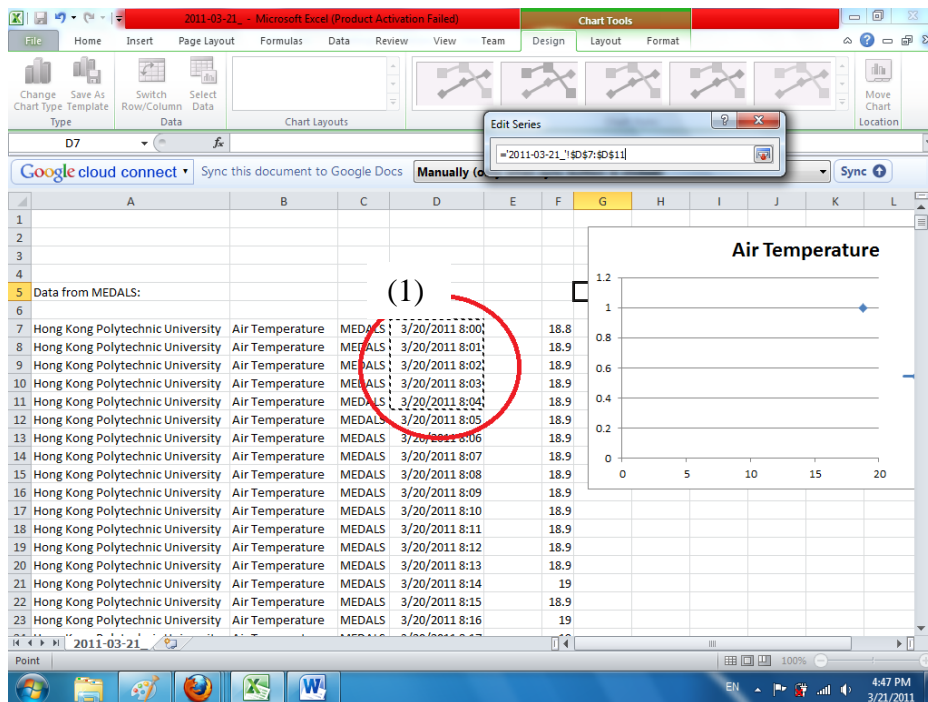 2011-03-21_ - Microsoft Excel (Product Activation Failed)
Chart Tools
File Home Insert Page Layout Formulas Data Review View Team Design Layout Format
Change Chart Type Save As Template Switch Row/Column Select Data Move Chart
Type Data Chart Layouts Location
Edit Series
='2011-03-21_'!$D$7:$D$11
D7 fx
Google cloud connect Sync this document to Google Docs Manually Sync
A B C D E F G H I J K L
1
2
3
4
(1)
5 Data from MEDALS:
6
7 Hong Kong Polytechnic University Air Temperature MEDALS 3/20/2011 8:00 18.8
8 Hong Kong Polytechnic University Air Temperature MEDALS 3/20/2011 8:01 18.9
9 Hong Kong Polytechnic University Air Temperature MEDALS 3/20/2011 8:02 18.9
10 Hong Kong Polytechnic University Air Temperature MEDALS 3/20/2011 8:03 18.9
11 Hong Kong Polytechnic University Air Temperature MEDALS 3/20/2011 8:04 18.9
12 Hong Kong Polytechnic University Air Temperature MEDALS 3/20/2011 8:05 18.9
13 Hong Kong Polytechnic University Air Temperature MEDALS 3/20/2011 8:06 18.9
14 Hong Kong Polytechnic University Air Temperature MEDALS 3/20/2011 8:07 18.9
15 Hong Kong Polytechnic University Air Temperature MEDALS 3/20/2011 8:08 18.9
16 Hong Kong Polytechnic University Air Temperature MEDALS 3/20/2011 8:09 18.9
17 Hong Kong Polytechnic University Air Temperature MEDALS 3/20/2011 8:10 18.9
18 Hong Kong Polytechnic University Air Temperature MEDALS 3/20/2011 8:11 18.9
19 Hong Kong Polytechnic University Air Temperature MEDALS 3/20/2011 8:12 18.9
20 Hong Kong Polytechnic University Air Temperature MEDALS 3/20/2011 8:13 18.9
21 Hong Kong Polytechnic University Air Temperature MEDALS 3/20/2011 8:14 19
22 Hong Kong Polytechnic University Air Temperature MEDALS 3/20/2011 8:15 18.9
23 Hong Kong Polytechnic University Air Temperature MEDALS 3/20/2011 8:16 19
Air Temperature
1.2
1
0.8
0.6
0.4
0.2
0
0 5 10 15 20
2011-03-21_
Point 100%
EN 4:47 PM
3/21/2011